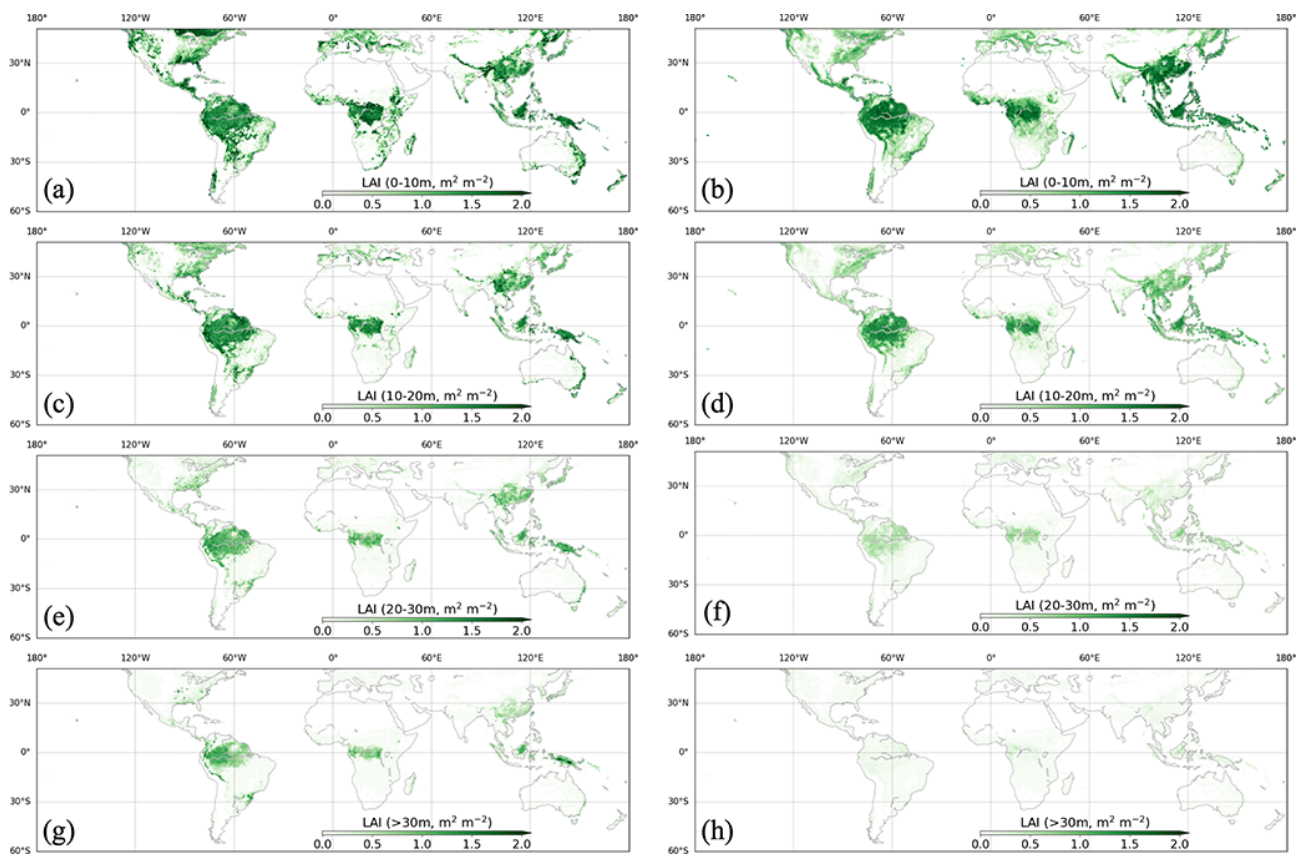 180° 120°W 60°W 0° 60°E 120°E 180°
30°N
0°
30°S
60°S
(a)
LAI (0-10m, m² m⁻²)
0.0 0.5 1.0 1.5 2.0
180° 120°W 60°W 0° 60°E 120°E 180°
30°N
0°
30°S
60°S
(b)
LAI (0-10m, m² m⁻²)
0.0 0.5 1.0 1.5 2.0
180° 120°W 60°W 0° 60°E 120°E 180°
30°N
0°
30°S
60°S
(c)
LAI (10-20m, m² m⁻²)
0.0 0.5 1.0 1.5 2.0
180° 120°W 60°W 0° 60°E 120°E 180°
30°N
0°
30°S
60°S
(d)
LAI (10-20m, m² m⁻²)
0.0 0.5 1.0 1.5 2.0
180° 120°W 60°W 0° 60°E 120°E 180°
30°N
0°
30°S
60°S
(e)
LAI (20-30m, m² m⁻²)
0.0 0.5 1.0 1.5 2.0
180° 120°W 60°W 0° 60°E 120°E 180°
30°N
0°
30°S
60°S
(f)
LAI (20-30m, m² m⁻²)
0.0 0.5 1.0 1.5 2.0
180° 120°W 60°W 0° 60°E 120°E 180°
30°N
0°
30°S
60°S
(g)
LAI (>30m, m² m⁻²)
0.0 0.5 1.0 1.5 2.0
180° 120°W 60°W 0° 60°E 120°E 180°
30°N
0°
30°S
60°S
(h)
LAI (>30m, m² m⁻²)
0.0 0.5 1.0 1.5 2.0